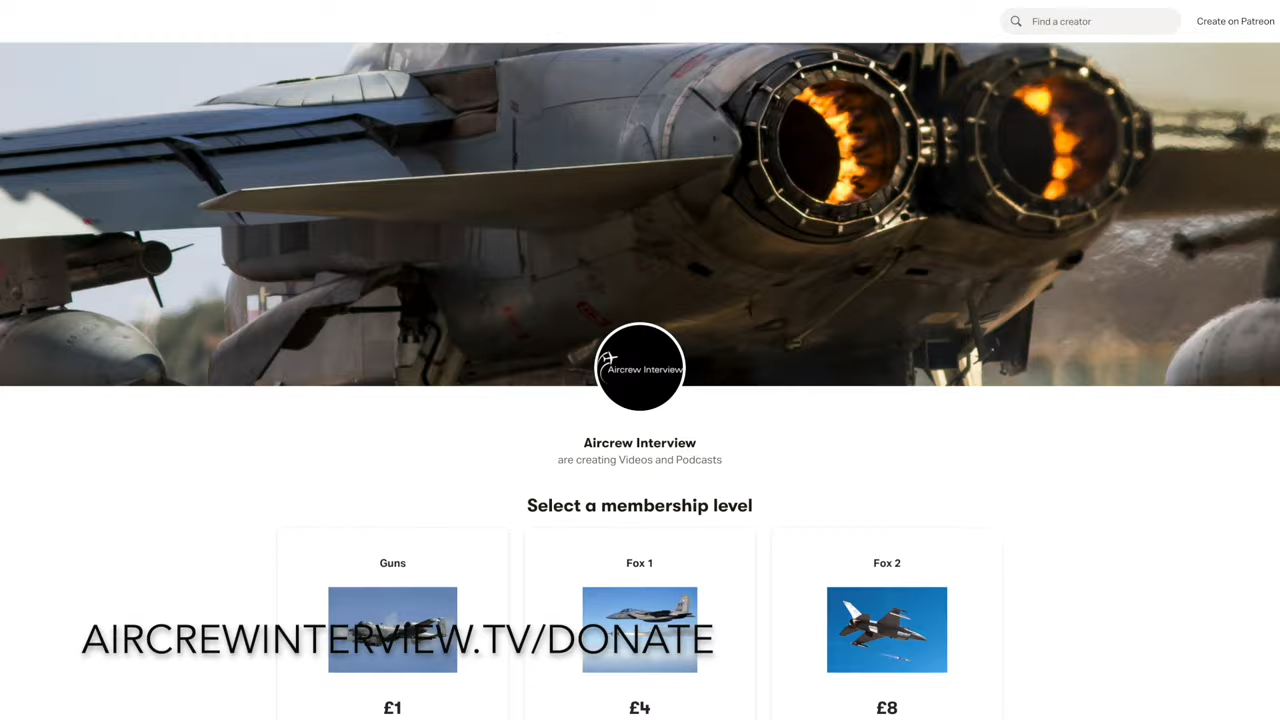 Find a creator
Create on Patreon
Aircrew Interview
Aircrew Interview
are creating Videos and Podcasts
Select a membership level
Guns
Fox 1
Fox 2
AIRCREWINTERVIEW.TV/DONATE
£1
£4
£8